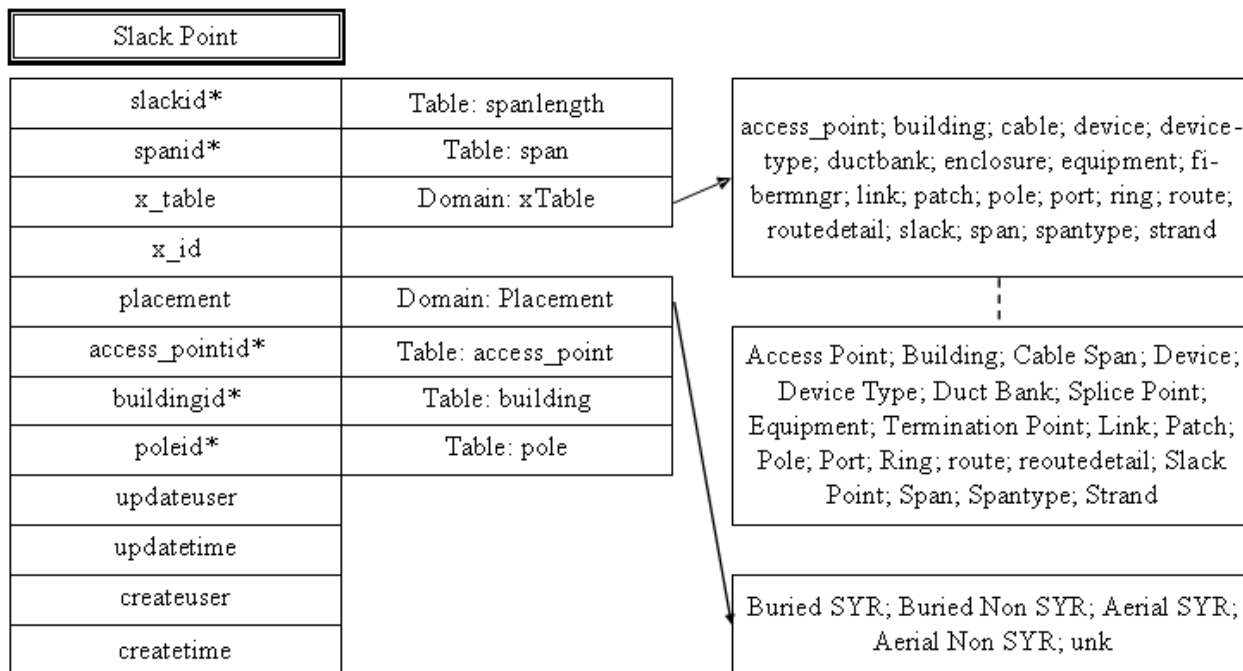 Slack Point
slackid*
Table: spanlength
spanid*
Table: span
x_table
Domain: xTable
x_id
placement
Domain: Placement
access_pointid*
Table: access_point
buildingid*
Table: building
poleid*
Table: pole
updateuser
updatetime
createuser
createtime
access_point; building; cable; device; device-
type; ductbank; enclosure; equipment; fi-
bermngr; link; patch; pole; port; ring; route;
routedetail; slack; span; spantype; strand
Access Point; Building; Cable Span; Device;
Device Type; Duct Bank; Splice Point;
Equipment; Termination Point; Link; Patch;
Pole; Port; Ring; route; reoutedetail; Slack
Point; Span; Spantype; Strand
Buried SYR; Buried Non SYR; Aerial SYR;
Aerial Non SYR; unk